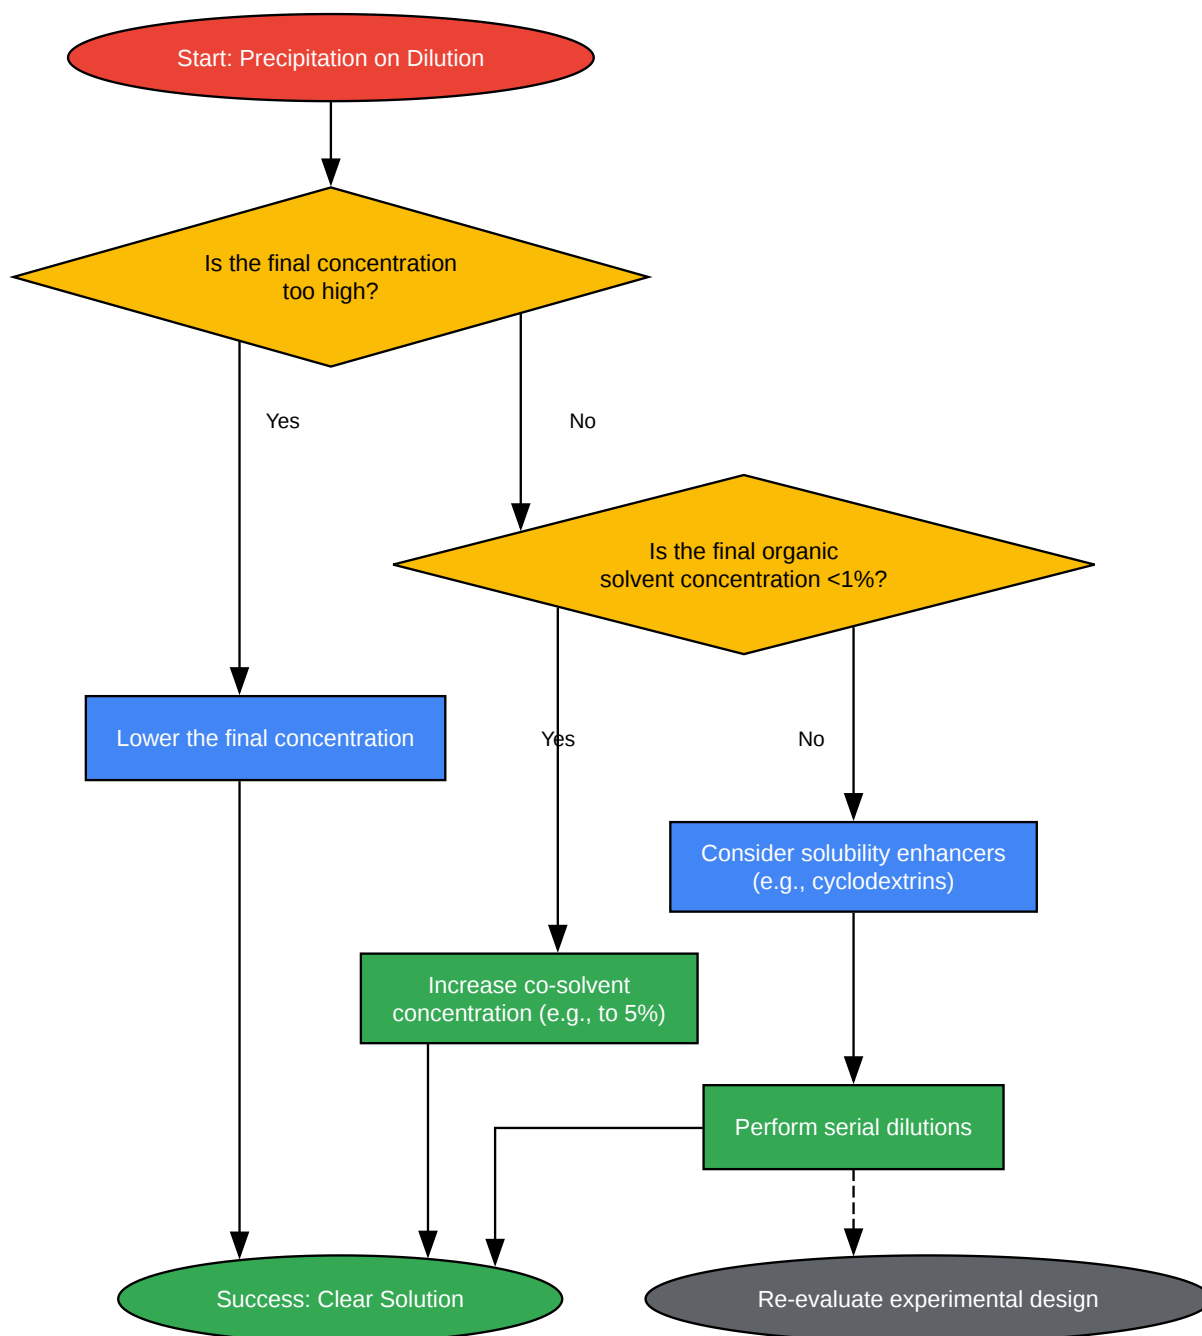 Start: Precipitation on Dilution
Is the final concentration
too high?
Yes
No
Is the final organic
solvent concentration <1%?
Lower the final concentration
Yes
No
Consider solubility enhancers
(e.g., cyclodextrins)
Increase co-solvent
concentration (e.g., to 5%)
Perform serial dilutions
Success: Clear Solution
Re-evaluate experimental design